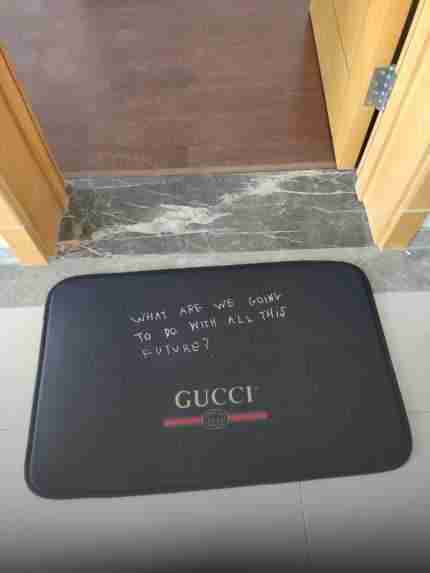 WHAT ARE WE GOING
TO DO WITH ALL THIS
FUTURE?
GUCCI